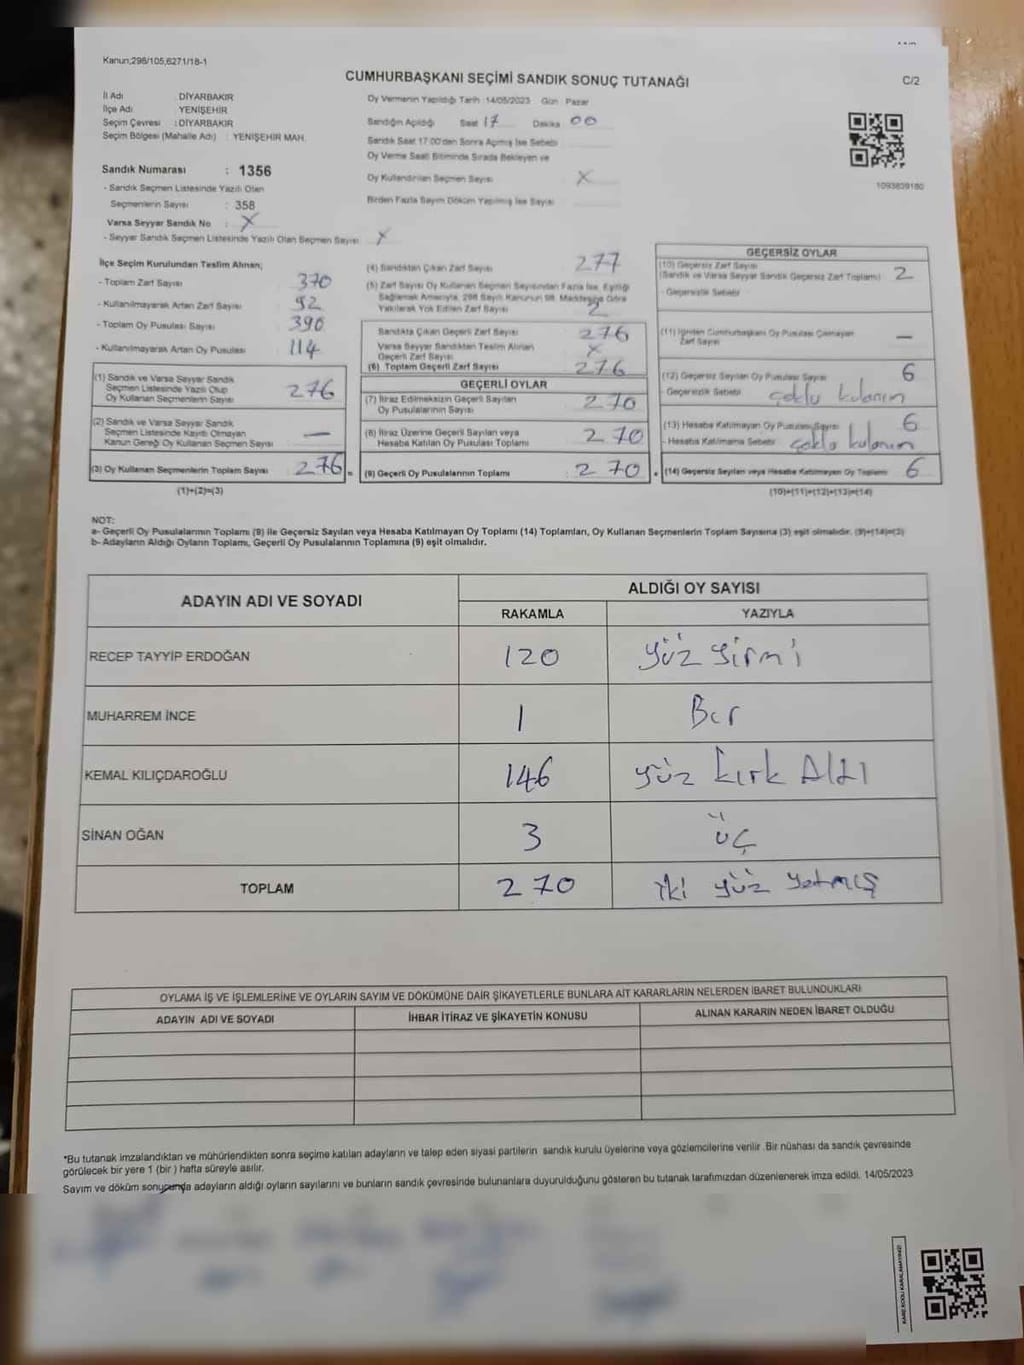 Kanun,298/105,6271/18-1
CUMHURBAŞKANI SEÇİMİ SANDIK SONUÇ TUTANAĞI
C/2
İl Adı : DİYARBAKIR
İlçe Adı : YENİŞEHİR
Seçim Çevresi : DİYARBAKIR
Seçim Bölgesi (Mahalle Adı) : YENİŞEHİR MAH.
Oy Vermenin Yapıldığı Tarih 14/05/2023 Gün Pazar
Sandığın Açıldığı Saat 17 Dakika 00
Sandık Saat 17:00'den Sonra Açılmış İse Sebebi
Oy Verme Saati Bitiminde Sırada Bekleyen ve
Oy Kullandırılan Seçmen Sayısı X
Birden Fazla Sayım Döküm Yapılmış İse Sayısı
1093839180
Sandık Numarası : 1356
- Sandık Seçmen Listesinde Yazılı Olan
Seçmenlerin Sayısı : 358
Varsa Seyyar Sandık No : X
- Seyyar Sandık Seçmen Listesinde Yazılı Olan Seçmen Sayısı X
İlçe Seçim Kurulundan Teslim Alınan;
- Toplam Zarf Sayısı 370
- Kullanılmayarak Artan Zarf Sayısı 92
- Toplam Oy Pusulası Sayısı 390
- Kullanılmayarak Artan Oy Pusulası 114
(1) Sandık ve Varsa Seyyar Sandık
Seçmen Listesinde Yazılı Olup
Oy Kullanan Seçmenlerin Sayısı 276
(2) Sandık ve Varsa Seyyar Sandık
Seçmen Listesinde Kayıtlı Olmayan
Kanun Gereği Oy Kullanan Seçmen Sayısı —
(3) Oy Kullanan Seçmenlerin Toplam Sayısı 276 =
(1)+(2)=(3)
(4) Sandıktan Çıkan Zarf Sayısı 277
(5) Zarf Sayısı Oy Kullanan Seçmen Sayısından Fazla İse, Eşitliği
Sağlamak Amacıyla, 298 Sayılı Kanunun 98. Maddesine Göre
Yakılarak Yok Edilen Zarf Sayısı 2
Sandıkta Çıkan Geçerli Zarf Sayısı 276
Varsa Seyyar Sandıktan Teslim Alınan
Geçerli Zarf Sayısı X
(6) Toplam Geçerli Zarf Sayısı 276
GEÇERLİ OYLAR
(7) İtiraz Edilmeksizin Geçerli Sayılan
Oy Pusulalarının Sayısı 270
(8) İtiraz Üzerine Geçerli Sayılan veya
Hesaba Katılan Oy Pusulası Toplamı 270
(9) Geçerli Oy Pusulalarının Toplamı 270
GEÇERSİZ OYLAR
(10) Geçersiz Zarf Sayısı
(Sandık ve Varsa Seyyar Sandık Geçersiz Zarf Toplamı) 2
- Geçersizlik Sebebi
(11) İçinden Cumhurbaşkanı Oy Pusulası Çıkmayan
Zarf Sayısı —
(12) Geçersiz Sayılan Oy Pusulası Sayısı 6
- Geçersizlik Sebebi çoklu kulanım
(13) Hesaba Katılmayan Oy Pusulası Sayısı 6
- Hesaba Katılmama Sebebi çoklu kulanım
(14) Geçersiz Sayılan veya Hesaba Katılmayan Oy Toplamı 6
(10)+(11)+(12)+(13)=(14)
NOT:
a- Geçerli Oy Pusulalarının Toplamı (9) ile Geçersiz Sayılan veya Hesaba Katılmayan Oy Toplamı (14) Toplamları, Oy Kullanan Seçmenlerin Toplam Sayısına (3) eşit olmalıdır. (9)+(14)=(3)
b- Adayların Aldığı Oyların Toplamı, Geçerli Oy Pusulalarının Toplamına (9) eşit olmalıdır.
ADAYIN ADI VE SOYADI
ALDIĞI OY SAYISI
RAKAMLA YAZIYLA
RECEP TAYYİP ERDOĞAN 120 yüz yirmi
MUHARREM İNCE 1 Bir
KEMAL KILIÇDAROĞLU 146 yüz kırk Altı
SİNAN OĞAN 3 üç
TOPLAM 270 iki yüz yetmiş
OYLAMA İŞ VE İŞLEMLERİNE VE OYLARIN SAYIM VE DÖKÜMÜNE DAİR ŞİKAYETLERLE BUNLARA AİT KARARLARIN NELERDEN İBARET BULUNDUKLARI
ADAYIN ADI VE SOYADI İHBAR İTİRAZ VE ŞİKAYETİN KONUSU ALINAN KARARIN NEDEN İBARET OLDUĞU
*Bu tutanak imzalandıktan ve mühürlendikten sonra seçime katılan adayların ve talep eden siyasi partilerin sandık kurulu üyelerine veya gözlemcilerine verilir. Bir nüshası da sandık çevresinde
görülecek bir yere 1 (bir ) hafta süreyle asılır.
Sayım ve döküm sonucunda adayların aldığı oyların sayılarını ve bunların sandık çevresinde bulunanlara duyurulduğunu gösteren bu tutanak tarafımızdan düzenlenerek imza edildi. 14/05/2023
KARE KODU KARALAMAYINIZ!